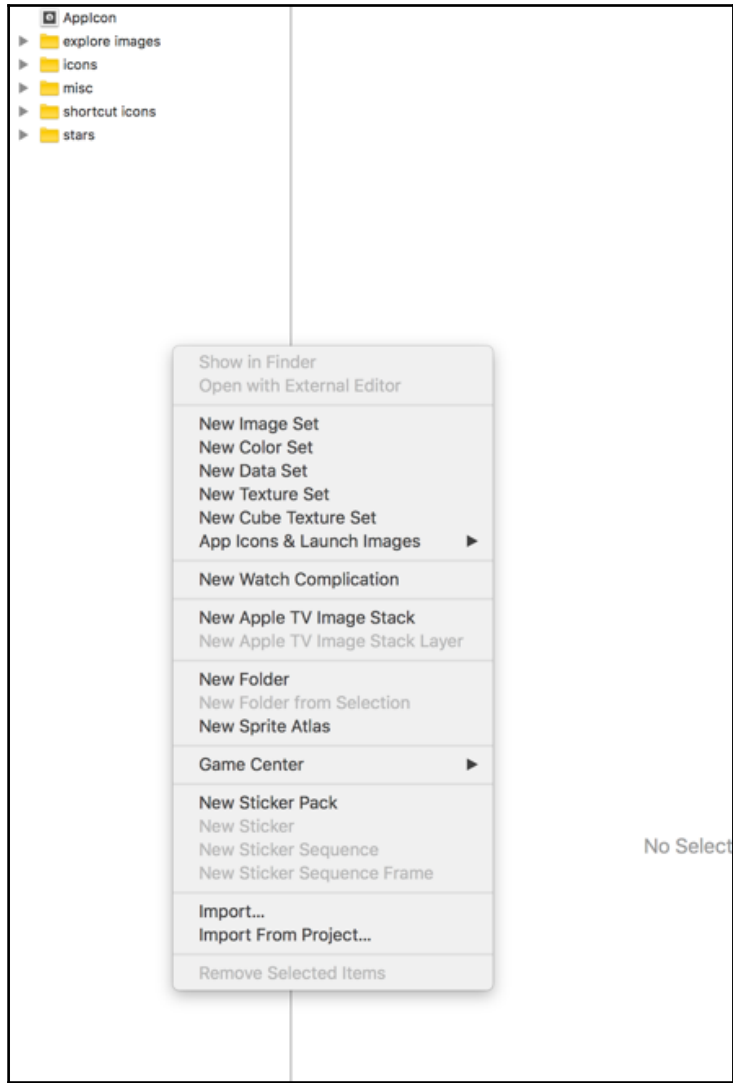 AppIcon
explore images
icons
misc
shortcut icons
stars
Show in Finder
Open with External Editor
New Image Set
New Color Set
New Data Set
New Texture Set
New Cube Texture Set
App Icons & Launch Images
New Watch Complication
New Apple TV Image Stack
New Apple TV Image Stack Layer
New Folder
New Folder from Selection
New Sprite Atlas
Game Center
New Sticker Pack
New Sticker
New Sticker Sequence
New Sticker Sequence Frame
No Select
Import...
Import From Project...
Remove Selected Items